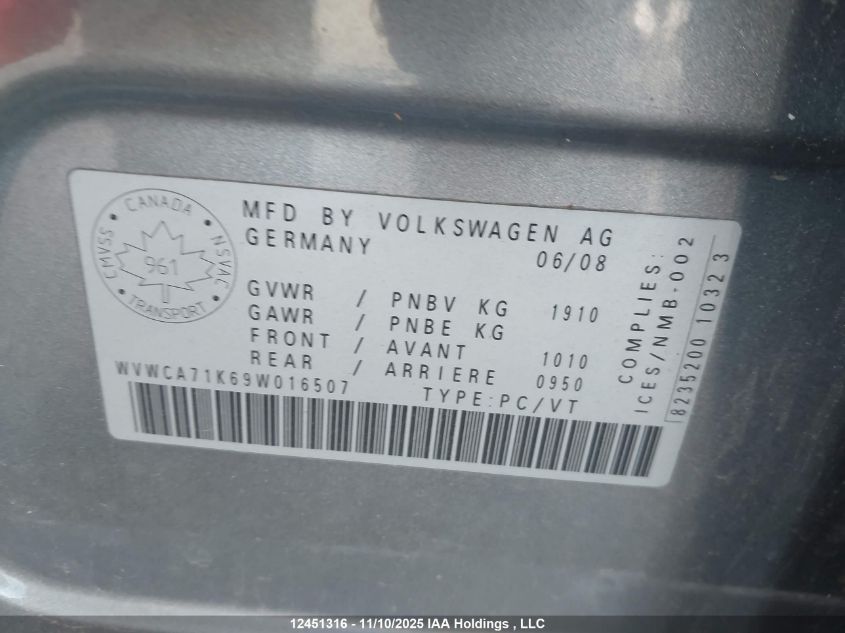 CANADA
CMVSS
NSVAC
961
TRANSPORT
MFD BY VOLKSWAGEN AG
GERMANY 06/08
GVWR / PNBV KG 1910
GAWR / PNBE KG
FRONT / AVANT 1010
REAR / ARRIERE 0950
WVWCA71K69W016507 TYPE:PC/VT
COMPLIES:
ICES/NMB-002
8235200 10323
12451316 - 11/10/2025 IAA Holdings , LLC